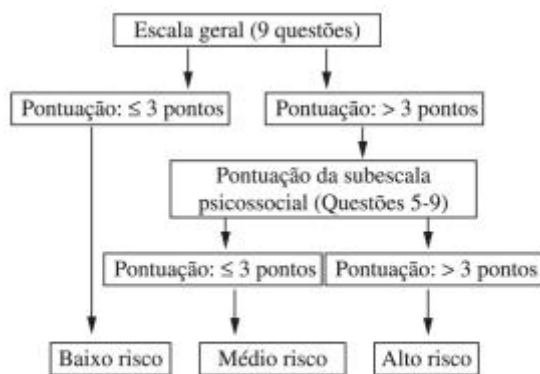 Escala geral (9 questões)
Pontuação: ≤ 3 pontos
Pontuação: > 3 pontos
Pontuação da subescala
psicossocial (Questões 5-9)
Pontuação: ≤ 3 pontos
Pontuação: > 3 pontos
Baixo risco
Médio risco
Alto risco